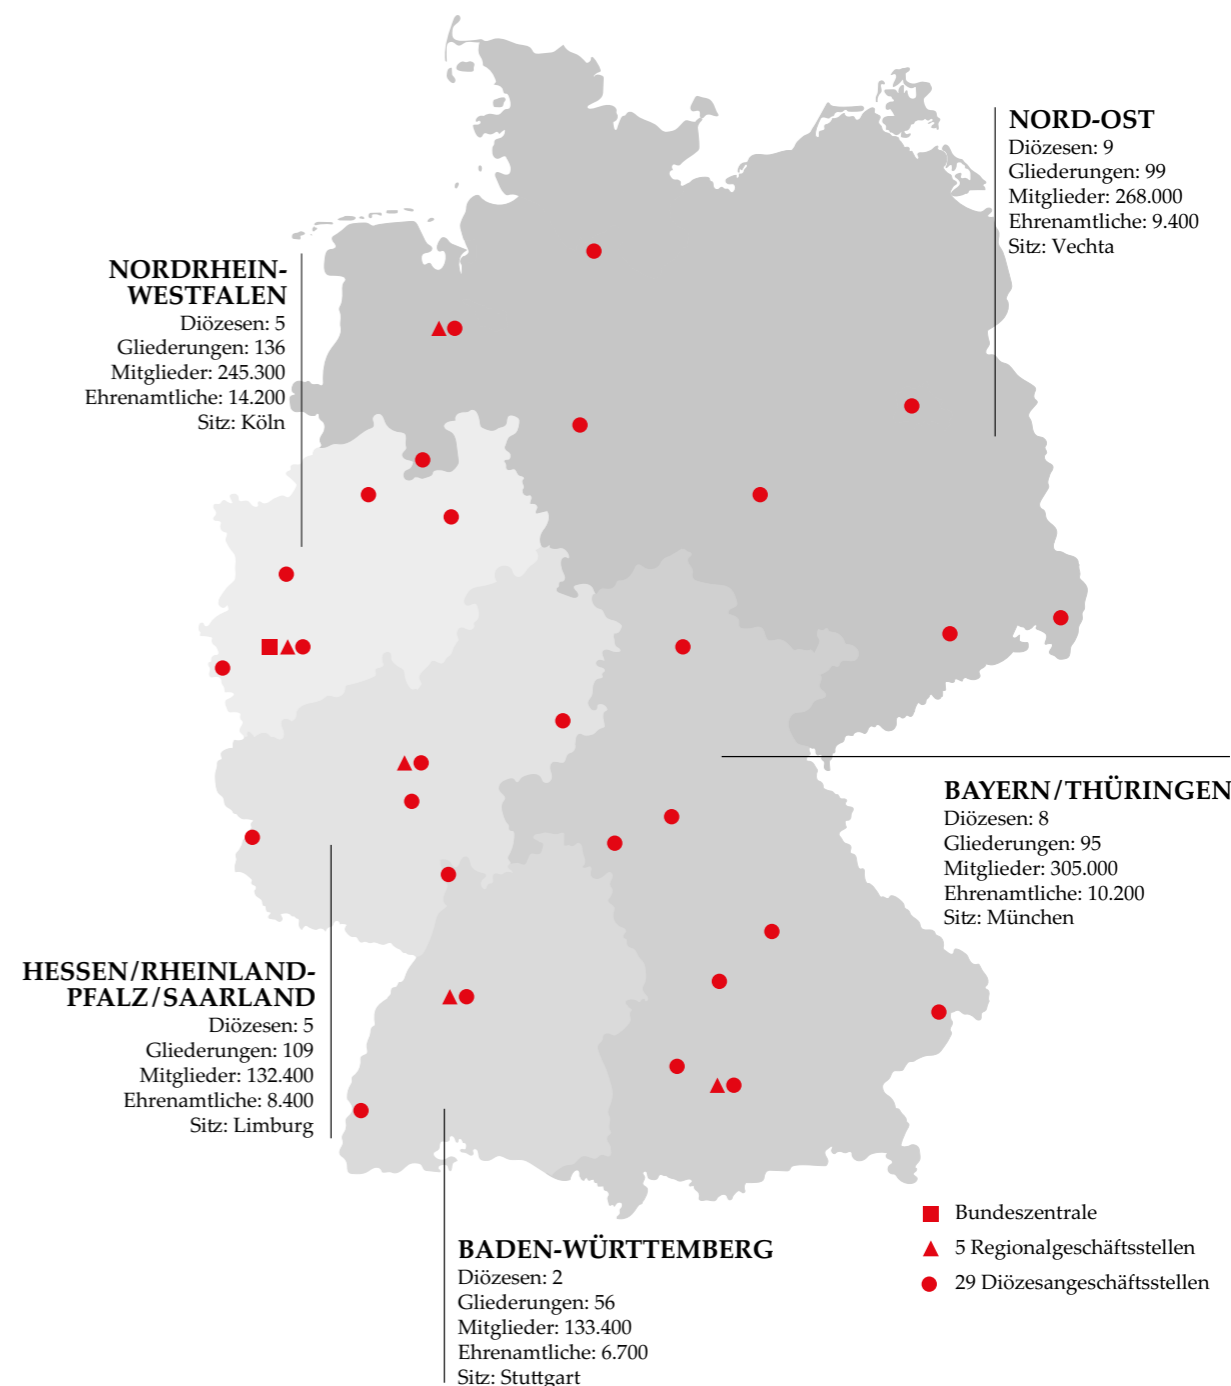 NORD-OST
Diözesen: 9
Gliederungen: 99
Mitglieder: 268.000
Ehrenamtliche: 9.400
Sitz: Vechta
NORDRHEIN-
WESTFALEN
Diözesen: 5
Gliederungen: 136
Mitglieder: 245.300
Ehrenamtliche: 14.200
Sitz: Köln
BAYERN/THÜRINGEN
Diözesen: 8
Gliederungen: 95
Mitglieder: 305.000
Ehrenamtliche: 10.200
Sitz: München
HESSEN/RHEINLAND-
PFALZ/SAARLAND
Diözesen: 5
Gliederungen: 109
Mitglieder: 132.400
Ehrenamtliche: 8.400
Sitz: Limburg
BADEN-WÜRTTEMBERG
Diözesen: 2
Gliederungen: 56
Mitglieder: 133.400
Ehrenamtliche: 6.700
Sitz: Stuttgart
Bundeszentrale
5 Regionalgeschäftsstellen
29 Diözesangeschäftsstellen